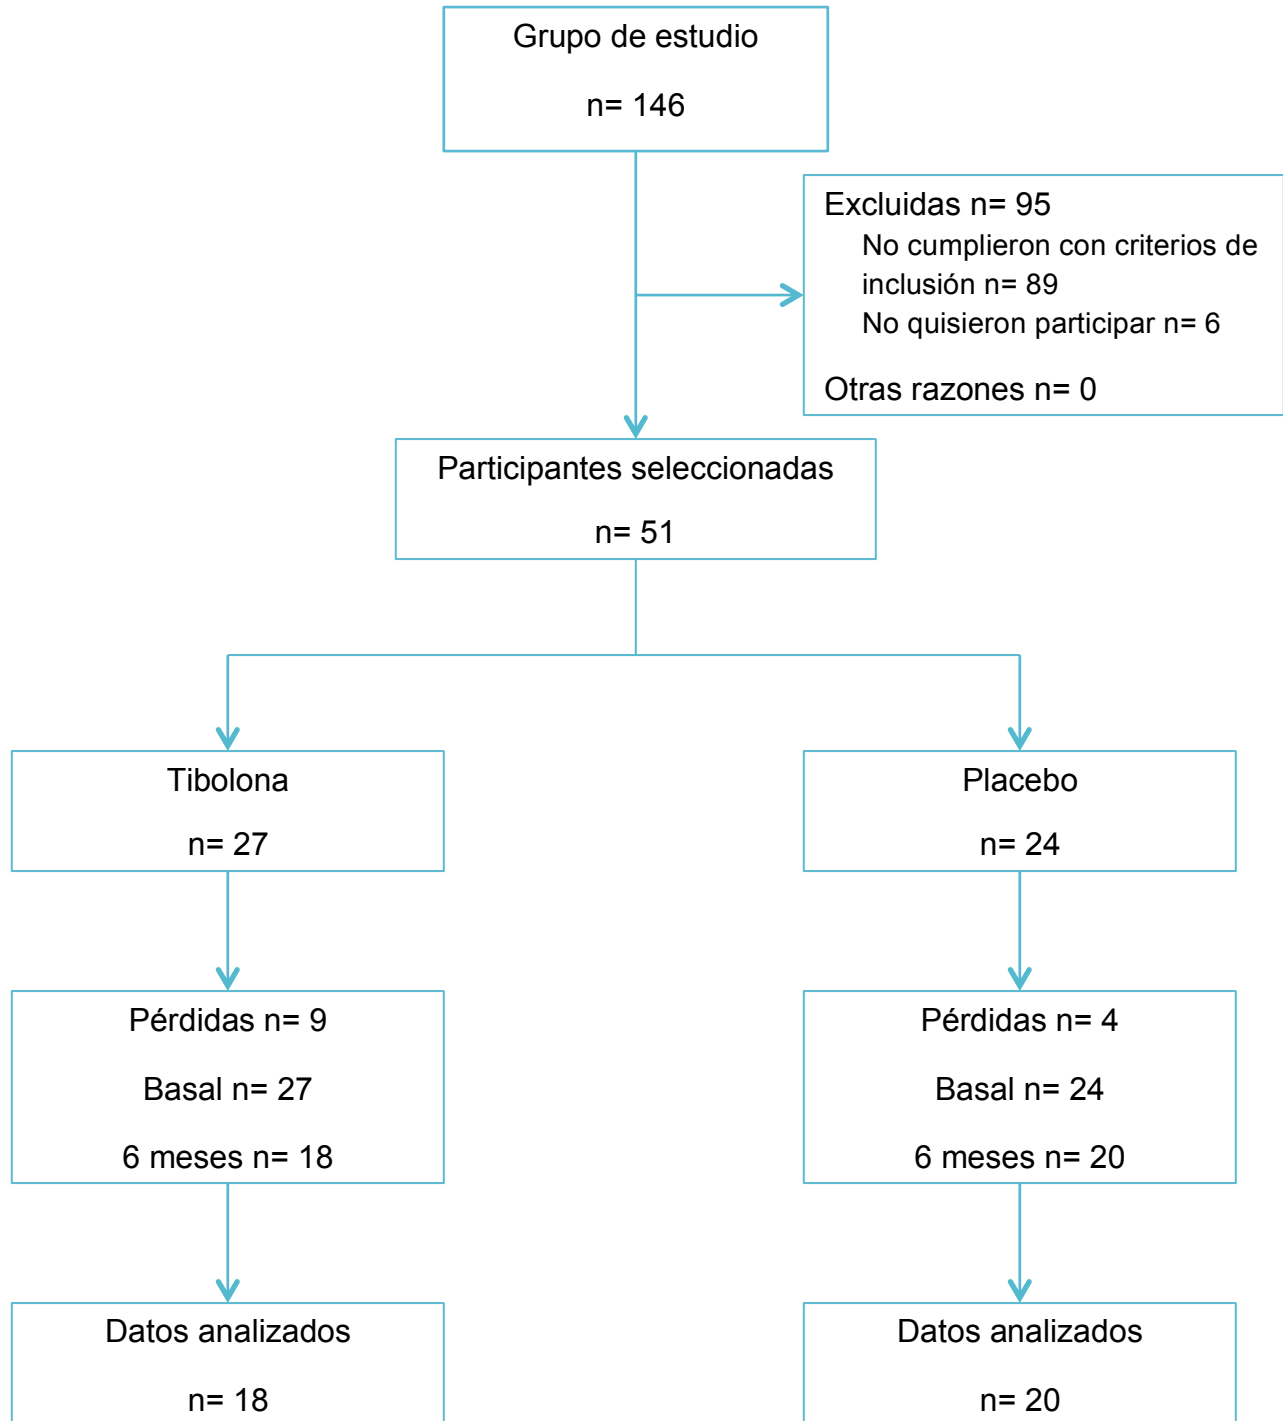 Grupo de estudio
n= 146
Excluidas n= 95
No cumplieron con criterios de
inclusión n= 89
No quisieron participar n= 6
Otras razones n= 0
Participantes seleccionadas
n= 51
Tibolona
n= 27
Placebo
n= 24
Pérdidas n= 9
Basal n= 27
6 meses n= 18
Pérdidas n= 4
Basal n= 24
6 meses n= 20
Datos analizados
n= 18
Datos analizados
n= 20